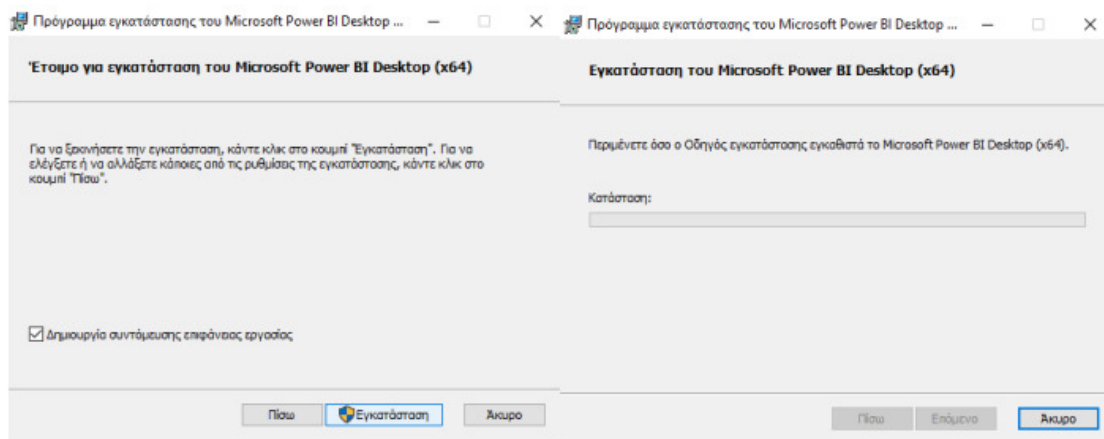 Πρόγραμμα εγκατάστασης του Microsoft Power BI Desktop ...
Έτοιμο για εγκατάσταση του Microsoft Power BI Desktop (x64)
Για να ξεκινήσετε την εγκατάσταση, κάντε κλικ στο κουμπί "Εγκατάσταση". Για να
ελέγξετε ή να αλλάξετε κάποιες από τις ρυθμίσεις της εγκατάστασης, κάντε κλικ στο
κουμπί "Πίσω".
Δημιουργία συντόμευσης επιφάνειας εργασίας
Πίσω Εγκατάσταση Άκυρο
Πρόγραμμα εγκατάστασης του Microsoft Power BI Desktop ...
Εγκατάσταση του Microsoft Power BI Desktop (x64)
Περιμένετε όσο ο Οδηγός εγκατάστασης εγκαθιστά το Microsoft Power BI Desktop (x64).
Κατάσταση:
Πίσω Επόμενο Άκυρο